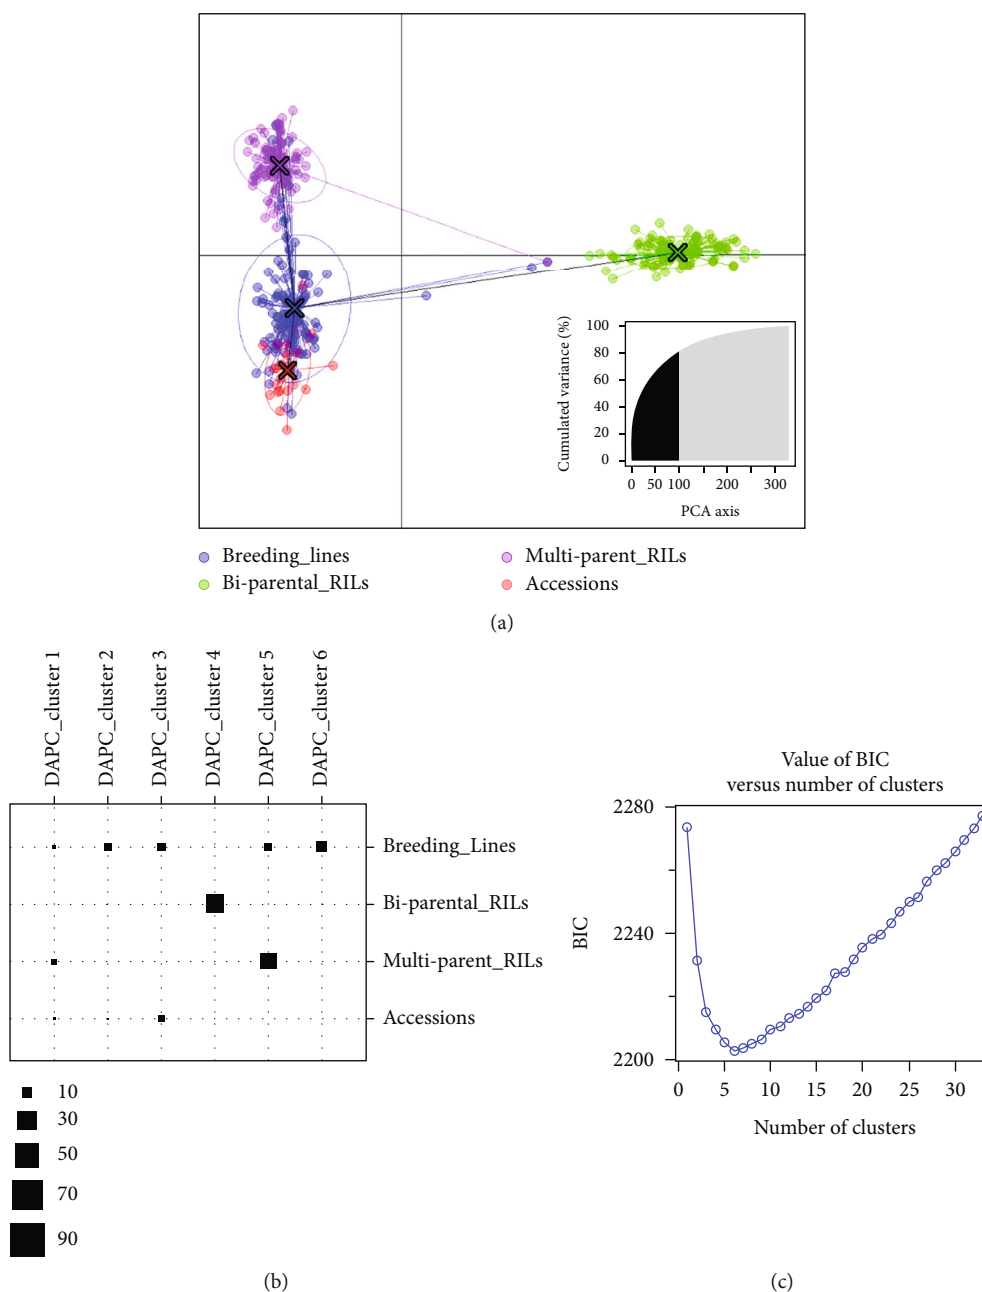 100
80
60
40
20
0
Cumulated variance (%)
0 50 100 200 300
PCA axis
Breeding_lines
Multi-parent_RILs
Bi-parental_RILs
Accessions
(a)
DAPC_cluster 1
DAPC_cluster 2
DAPC_cluster 3
DAPC_cluster 4
DAPC_cluster 5
DAPC_cluster 6
Breeding_Lines
Bi-parental_RILs
Multi-parent_RILs
Accessions
10
30
50
70
90
(b)
Value of BIC
versus number of clusters
2280
2240
2200
BIC
0 5 10 15 20 25 30
Number of clusters
(c)